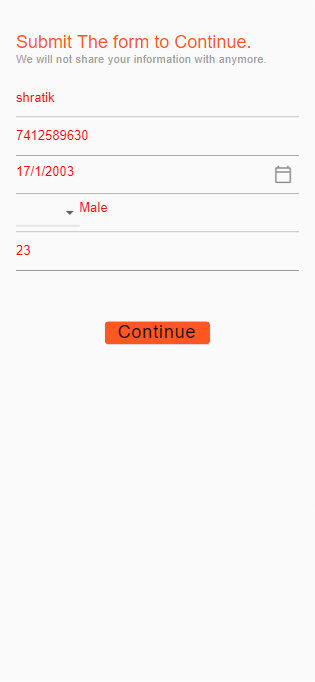 Submit The form to Continue.
We will not share your information with anymore.
shratik
7412589630
17/1/2003
Male
23
Continue